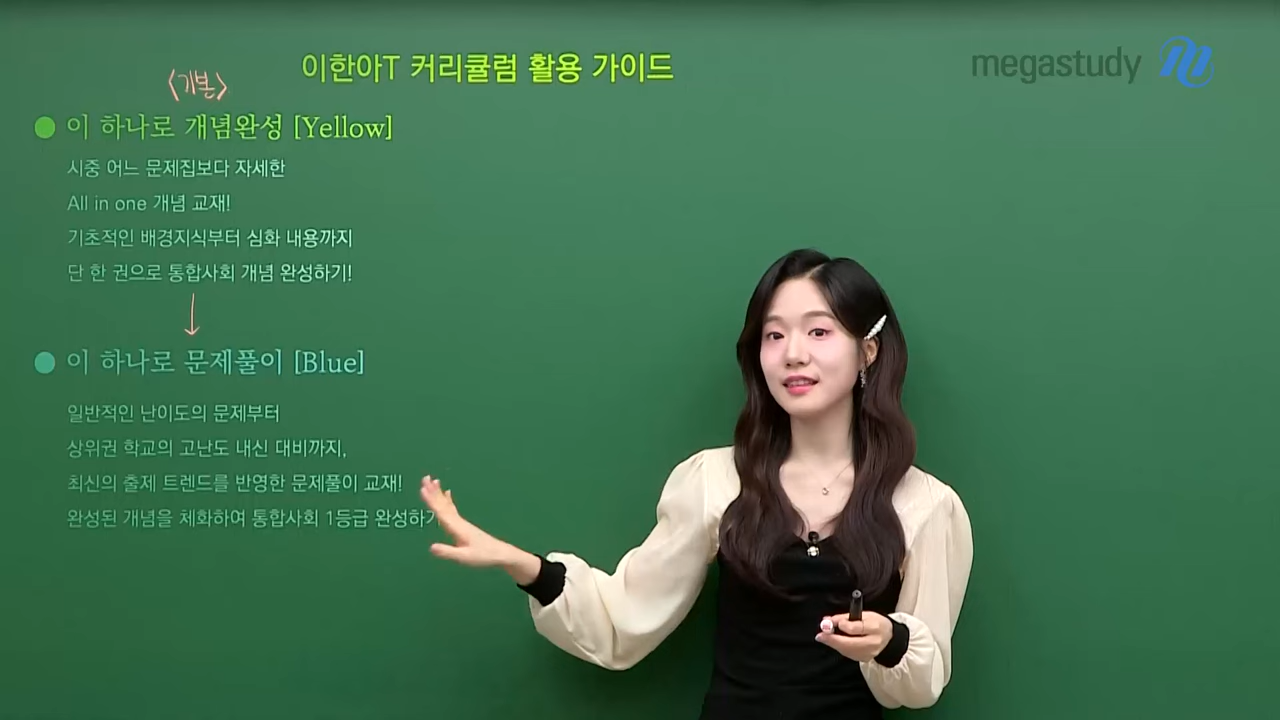 이한아T 커리큘럼 활용 가이드
megastudy
<기본>
이 하나로 개념완성 [Yellow]
시중 어느 문제집보다 자세한
All in one 개념 교재!
기초적인 배경지식부터 심화 내용까지
단 한 권으로 통합사회 개념 완성하기!
이 하나로 문제풀이 [Blue]
일반적인 난이도의 문제부터
상위권 학교의 고난도 내신 대비까지,
최신의 출제 트렌드를 반영한 문제풀이 교재!
완성된 개념을 체화하여 통합사회 1등급 완성하기